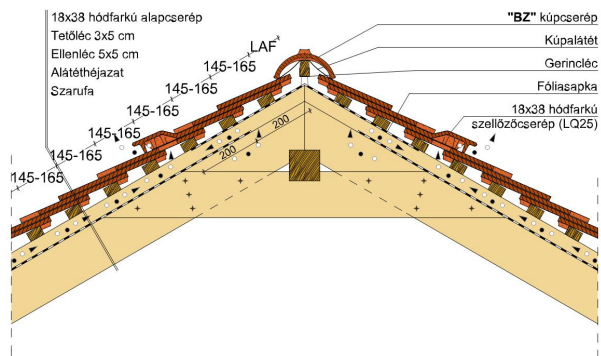 18x38 hódfarkú alapcserép
Tetőléc 3x5 cm
Ellenléc 5x5 cm
Alátéthéjazat
Szarufa
"BZ" kúpcserép
Kúpalátét
Gerincléc
Fóliasapka
18x38 hódfarkú
szellőzőcserép (LQ25)
LAF
145-165
145-165
145-165
145-165
145-165
200
200